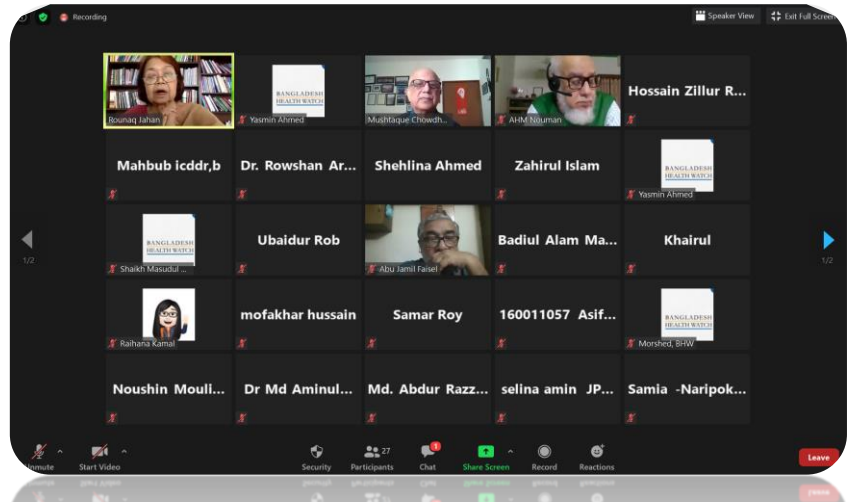 Recording
Speaker View
Exit Full Screen
Rounaq Jahan
BANGLADESH
HEALTH WATCH
Yasmin Ahmed
Mushtaque Chowdh...
AHM Nouman
Hossain Zillur R...
Mahbub icddr,b
Dr. Rowshan Ar...
Shehlina Ahmed
Zahirul Islam
BANGLADESH
HEALTH WATCH
Yasmin Ahmed
BANGLADESH
HEALTH WATCH
Shaikh Masudul ...
Ubaidur Rob
Abu Jamil Faisel
Badiul Alam Ma...
Khairul
1/2
1/2
Raihana Kamal
mofakhar hussain
Samar Roy
160011057 Asif...
BANGLADESH
HEALTH WATCH
Morshed, BHW
Noushin Mouli...
Dr Md Aminul...
Md. Abdur Razz...
selina amin JP...
Samia -Naripok...
Unmute
Start Video
Security
Participants
27
Chat
1
Share Screen
Record
Reactions
Leave